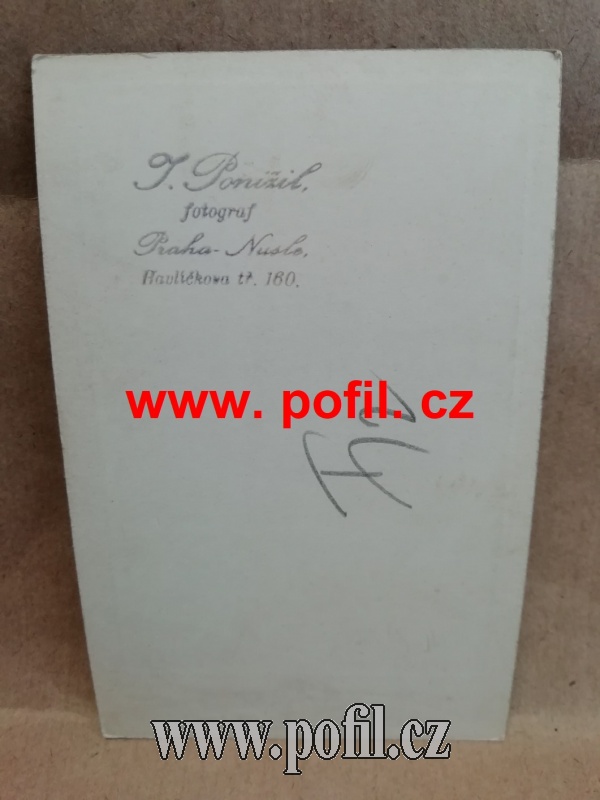 J. Ponížil,
fotograf
Praha-Nusle,
Havlíčkova tř. 160.
www. pofil. cz
www.pofil.cz